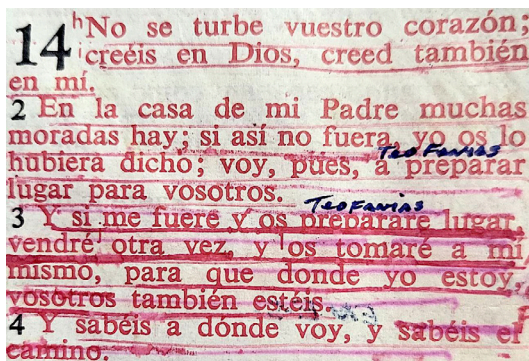 14 hNo se turbe vuestro corazón;
icreéis en Dios, creed también
en mí.
2 En la casa de mi Padre muchas
moradas hay; si así no fuera, yo os lo
Teofanias
hubiera dicho; voy, pues, a preparar
lugar para vosotros.
Teofanias
3 Y si me fuere y os preparare lugar,
vendré otra vez, y os tomaré a mí
mismo, para que donde yo estoy,
vosotros también estéis.
4 Y sabéis a dónde voy, y sabéis el
camino.